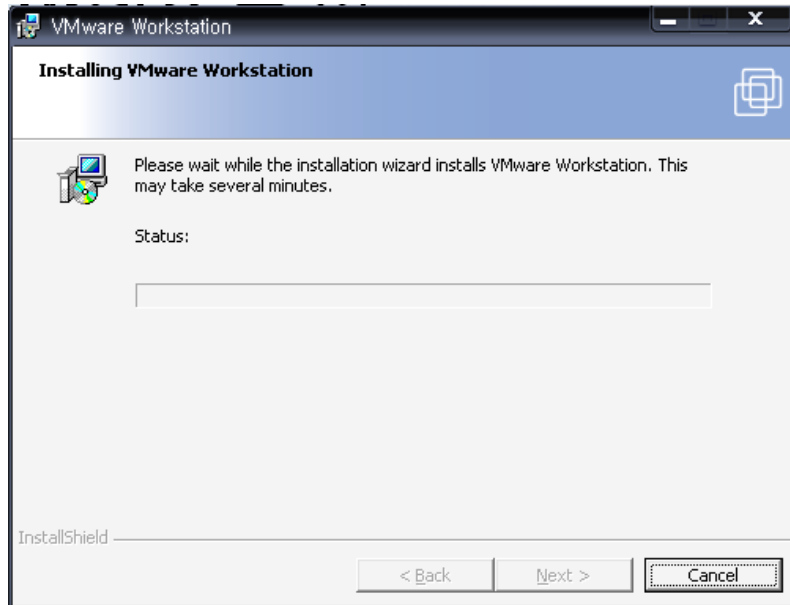 VMware Workstation
Installing VMware Workstation
Please wait while the installation wizard installs VMware Workstation. This
may take several minutes.
Status:
InstallShield
< Back
Next >
Cancel